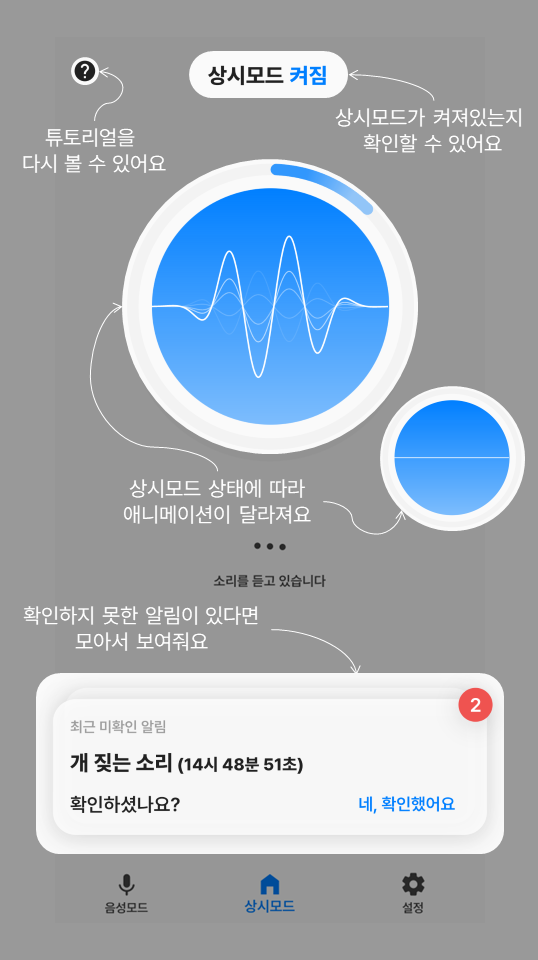 ?
상시모드 켜짐
상시모드가 켜져있는지
확인할 수 있어요
튜토리얼을
다시 볼 수 있어요
상시모드 상태에 따라
애니메이션이 달라져요
소리를 듣고 있습니다
확인하지 못한 알림이 있다면
모아서 보여줘요
2
최근 미확인 알림
개 짖는 소리 (14시 48분 51초)
확인하셨나요?
네, 확인했어요
음성모드
상시모드
설정